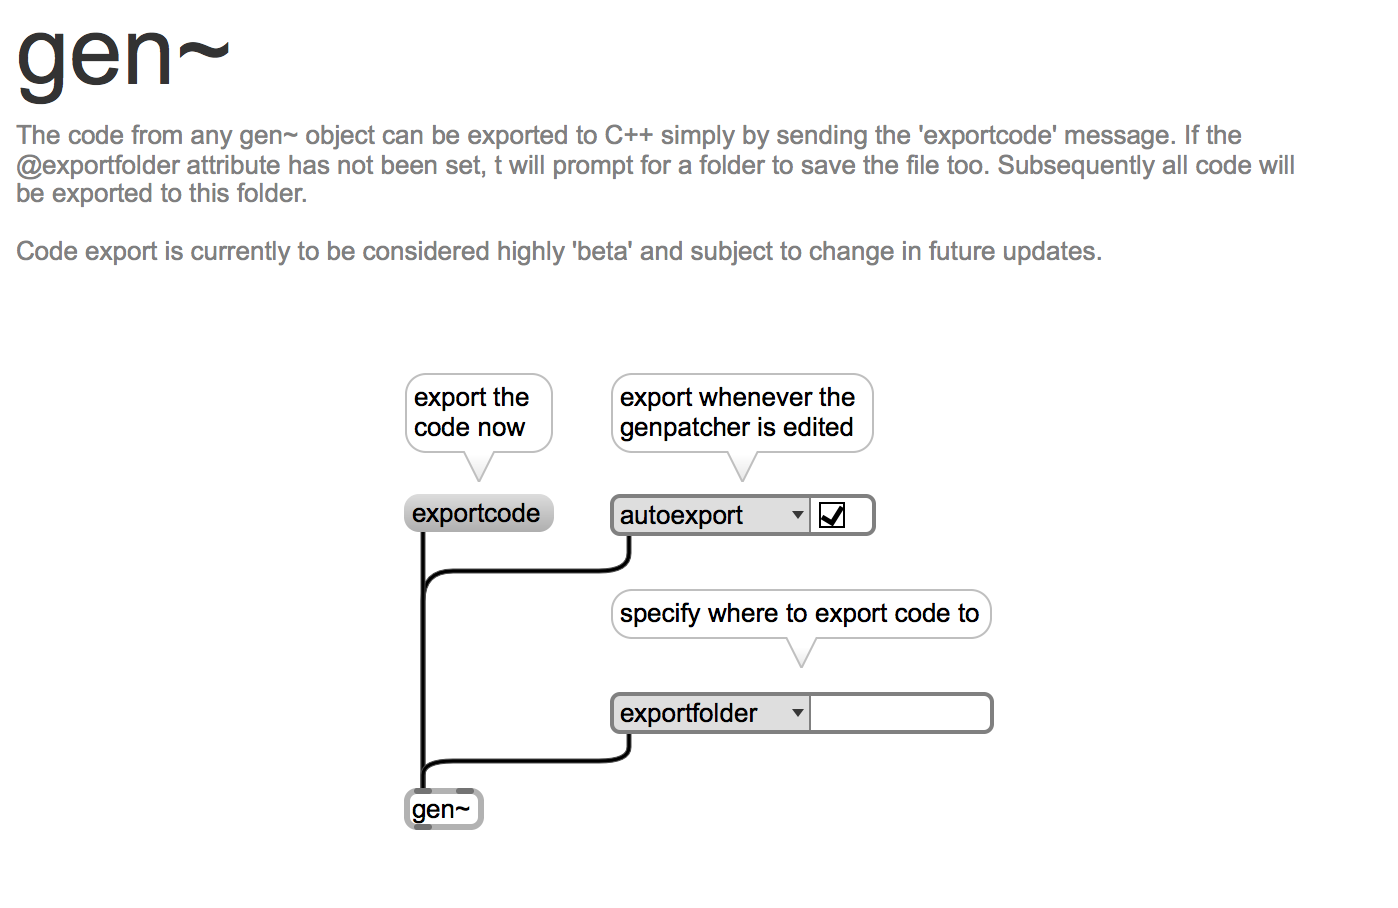 gen~
The code from any gen~ object can be exported to C++ simply by sending the 'exportcode' message. If the
@exportfolder attribute has not been set, t will prompt for a folder to save the file too. Subsequently all code will
be exported to this folder.
Code export is currently to be considered highly 'beta' and subject to change in future updates.
export the
code now
export whenever the
genpatcher is edited
exportcode
autoexport
specify where to export code to
exportfolder
gen~